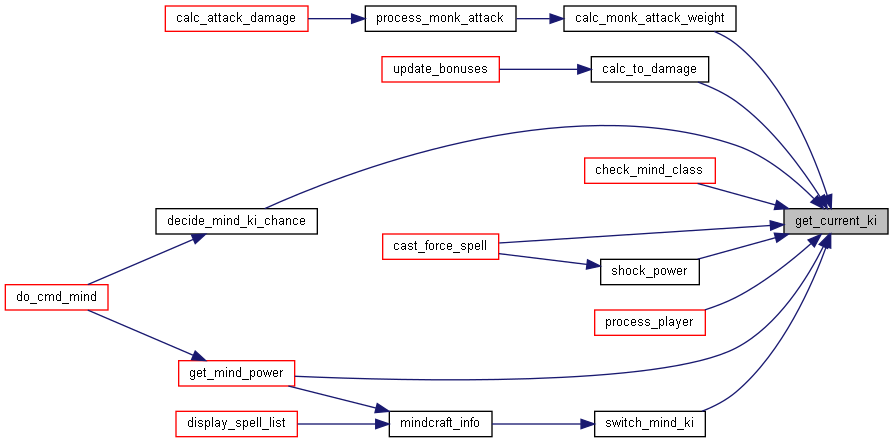 calc_attack_damage
process_monk_attack
calc_monk_attack_weight
update_bonuses
calc_to_damage
check_mind_class
decide_mind_ki_chance
get_current_ki
cast_force_spell
shock_power
do_cmd_mind
process_player
get_mind_power
display_spell_list
mindcraft_info
switch_mind_ki